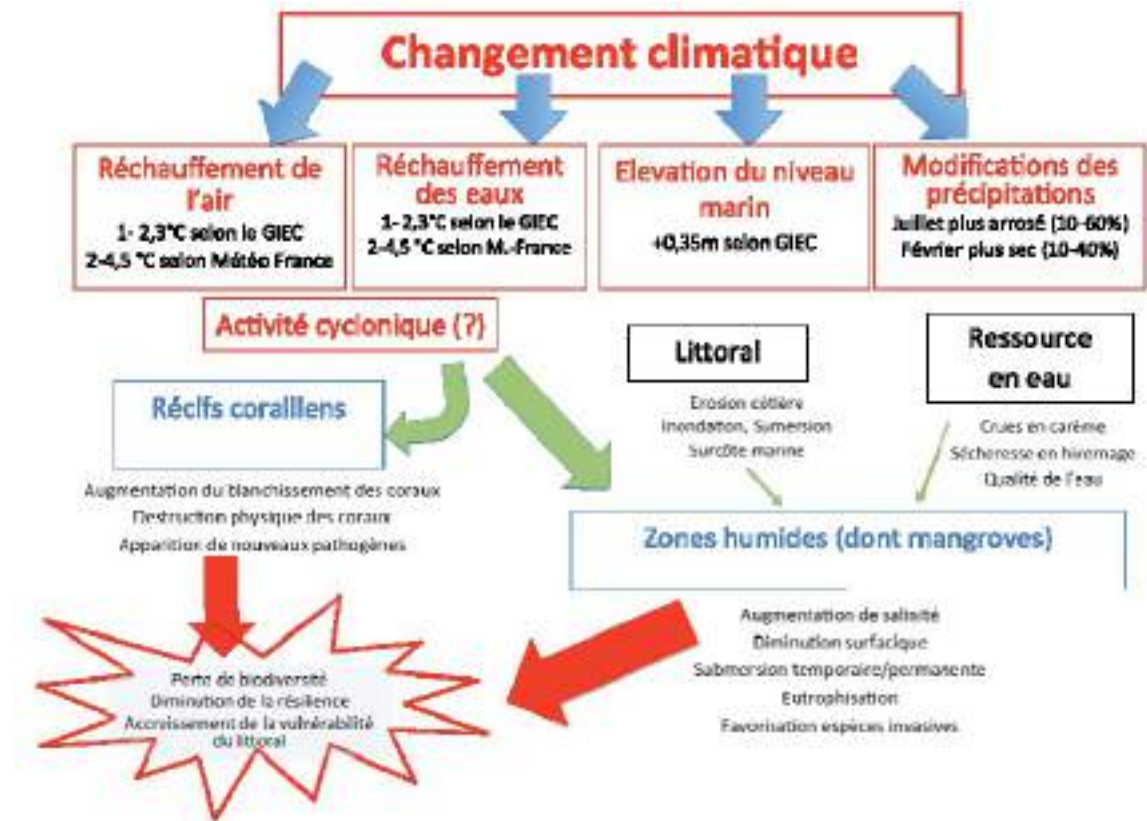 Changement climatique
Réchauffement de
l'air
1- 2,3°C selon le GIEC
2-4,5 °C selon Météo France
Réchauffement
des eaux
1- 2,3°C selon le GIEC
2-4,5 °C selon M.-France
Elevation du niveau
marin
+0,35m selon GIEC
Modifications des
précipitations
Juillet plus arrosé (10-60%)
Février plus sec (10-40%)
Activité cyclonique (?)
Littoral
Erosion côtière
Inondation, Sumersion
Surcôte marine
Ressource
en eau
Crues en carême
Sécheresse en hivernage
Qualité de l'eau
Récifs coralliens
Augmentation du blanchissement des coraux
Destruction physique des coraux
Apparition de nouveaux pathogènes
Zones humides (dont mangroves)
Augmentation de salinité
Diminution surfacique
Submersion temporaire/permanente
Eutrophisation
Favorisation espèces invasives
Perte de biodiversité
Diminution de la résilience
Accroissement de la vulnérabilité
du littoral